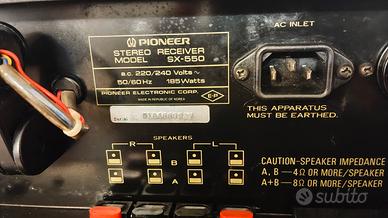 PIONEER
STEREO RECEIVER
MODEL SX-550
a.c. 220/240 Volts~
50/60Hz 185Watts
PIONEER ELECTRONIC CORP.
MADE IN REPUBLIC OF KOREA
E-P
AC INLET
THIS APPARATUS
MUST BE EARTHED.
SPEAKERS
R L
B
A
CAUTION-SPEAKER IMPEDANCE
A, B — 4Ω OR MORE/SPEAKER
A+B — 8Ω OR MORE/SPEAKER
subito